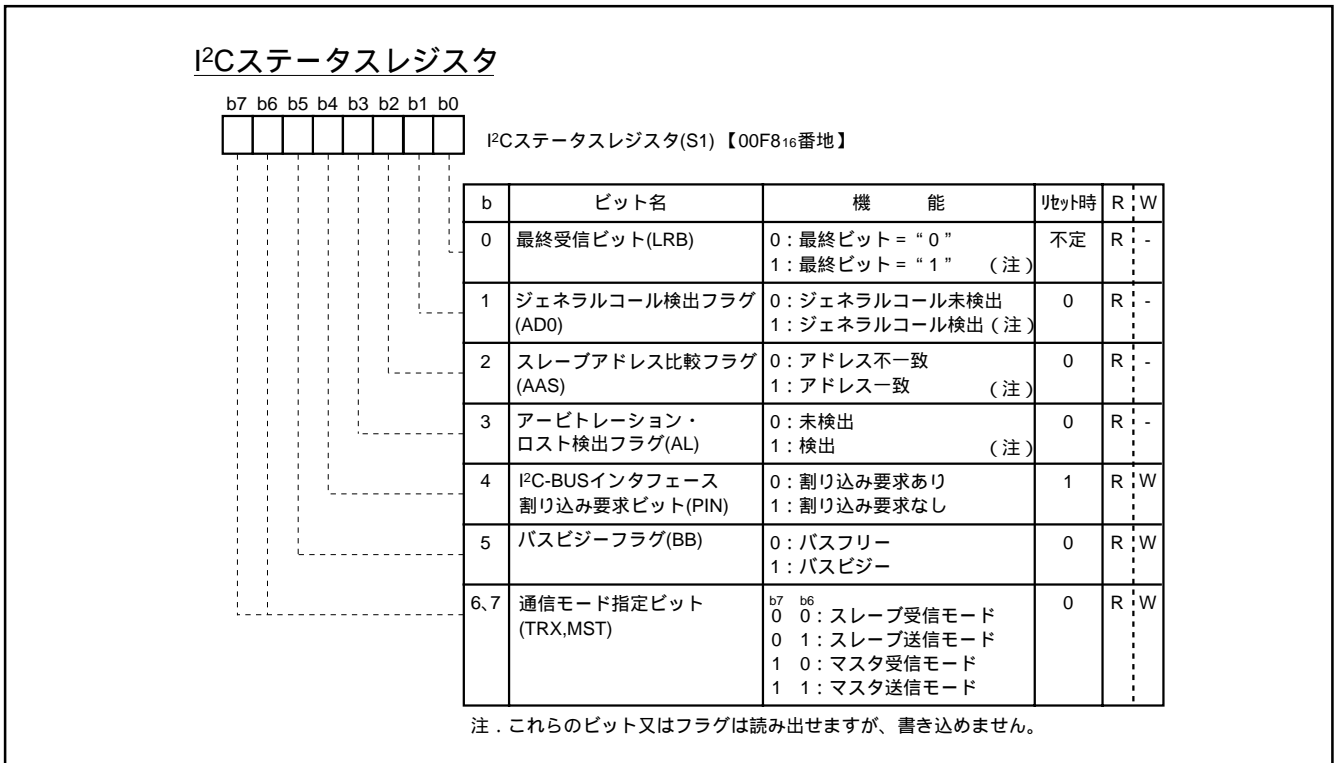 I²Cステータスレジスタ
b7 b6 b5 b4 b3 b2 b1 b0
I²Cステータスレジスタ(S1)【00F8₁₆番地】
b ビット名 機 能 リセット時 R W
0 最終受信ビット(LRB) 0：最終ビット = “0” 不定 R -
1：最終ビット = “1” (注)
1 ジェネラルコール検出フラグ 0：ジェネラルコール未検出 0 R -
(AD0) 1：ジェネラルコール検出(注)
2 スレーブアドレス比較フラグ 0：アドレス不一致 0 R -
(AAS) 1：アドレス一致 (注)
3 アービトレーション・ 0：未検出 0 R -
ロスト検出フラグ(AL) 1：検出 (注)
4 I²C-BUSインタフェース 0：割り込み要求あり 1 R W
割り込み要求ビット(PIN) 1：割り込み要求なし
5 バスビジーフラグ(BB) 0：バスフリー 0 R W
1：バスビジー
6、7 通信モード指定ビット b7 b6 0 R W
(TRX,MST) 0 0：スレーブ受信モード
0 1：スレーブ送信モード
1 0：マスタ受信モード
1 1：マスタ送信モード
注．これらのビット又はフラグは読み出せますが、書き込めません。